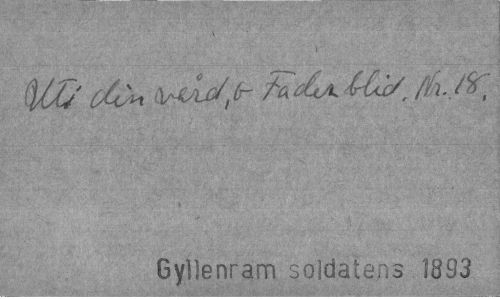 Uti din vård, o Fader blid. Nr. 18.
Gyllenram soldatens 1893